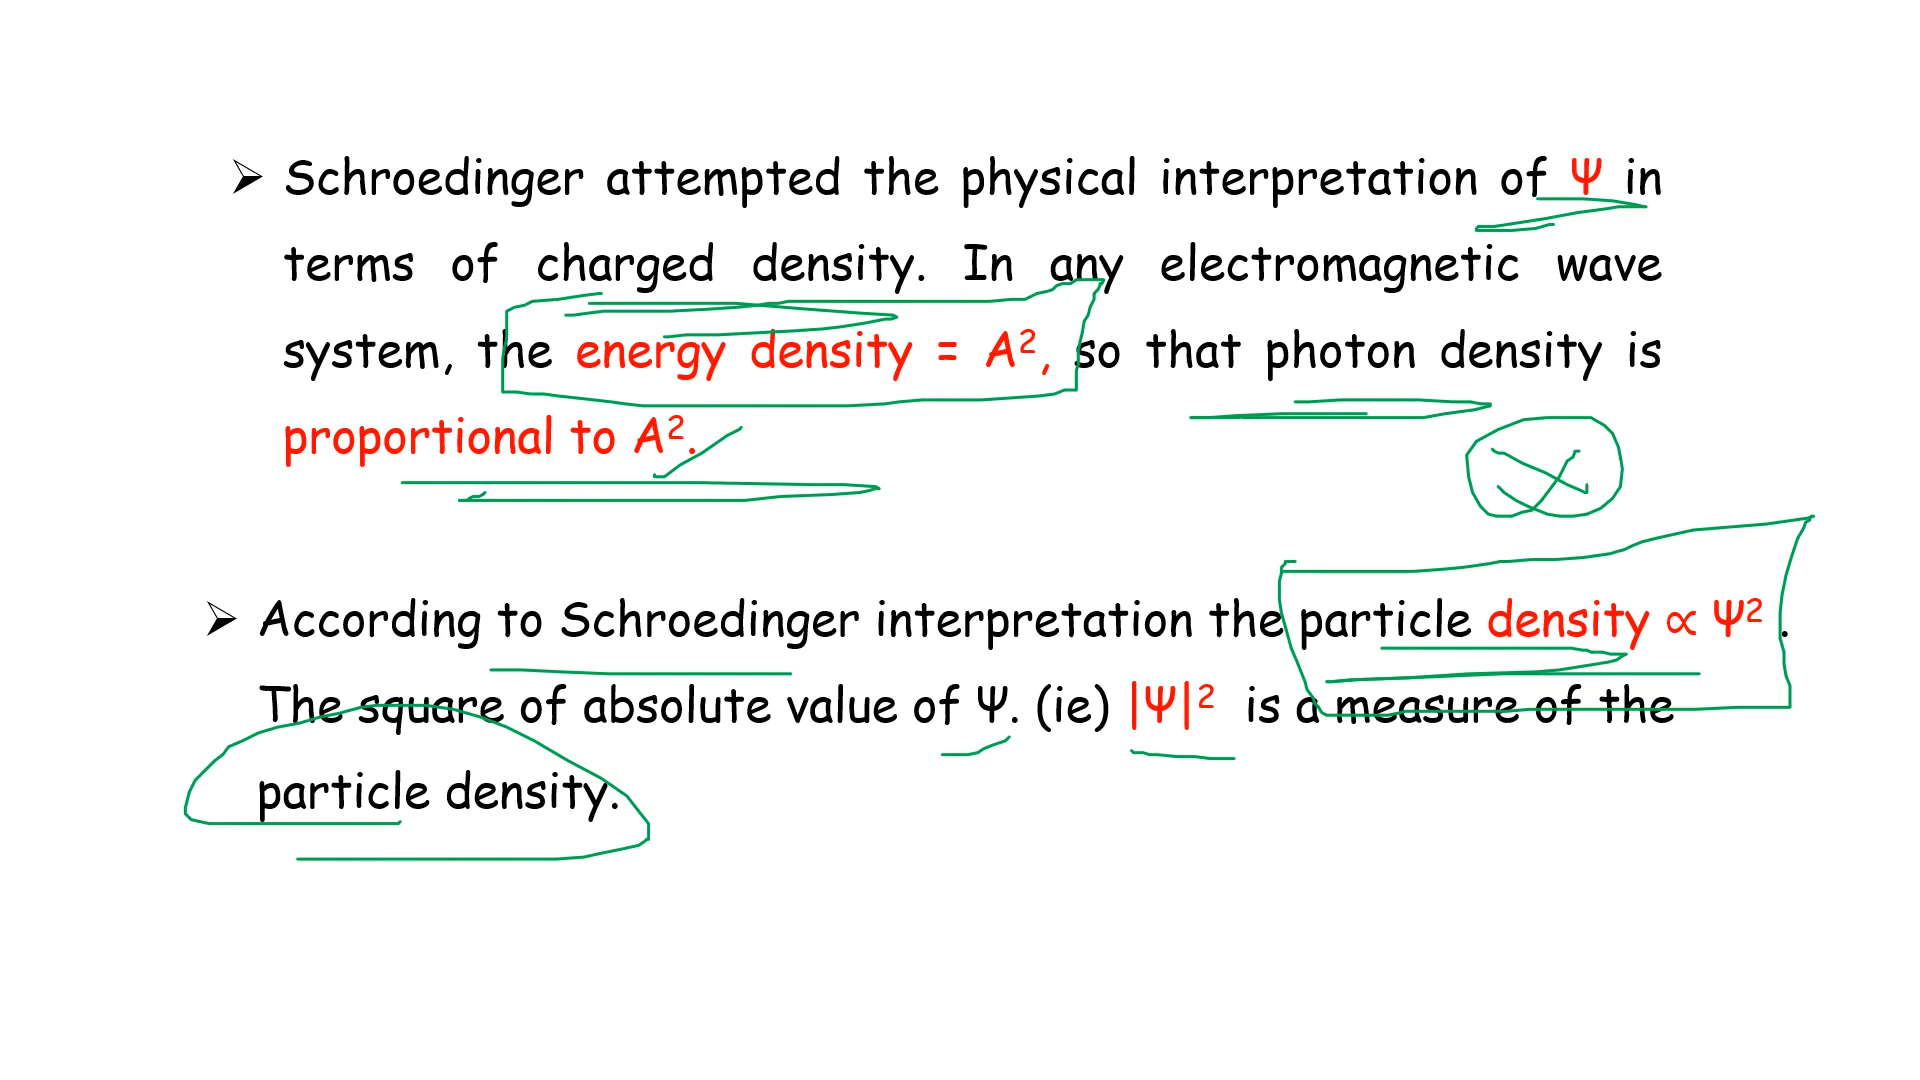 ➢ Schroedinger attempted the physical interpretation of Ψ in
terms of charged density. In any electromagnetic wave
system, the energy density = A², so that photon density is
proportional to A².
➢ According to Schroedinger interpretation the particle density ∝ Ψ² .
The square of absolute value of Ψ. (ie) |Ψ|² is a measure of the
particle density.